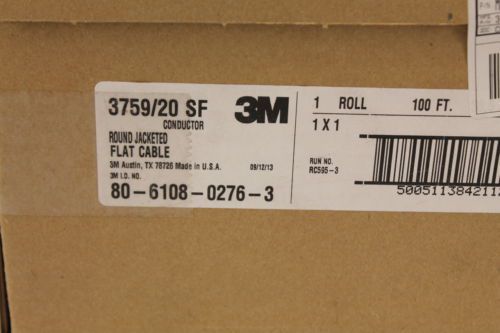 3759/20 SF
CONDUCTOR
ROUND JACKETED
FLAT CABLE
3M Austin, TX 78726 Made in U.S.A. 09/12/13
3M I.D. NO.
80-6108-0276-3
3M
1 ROLL 100 FT.
1 X 1
RUN NO.
RC595-3